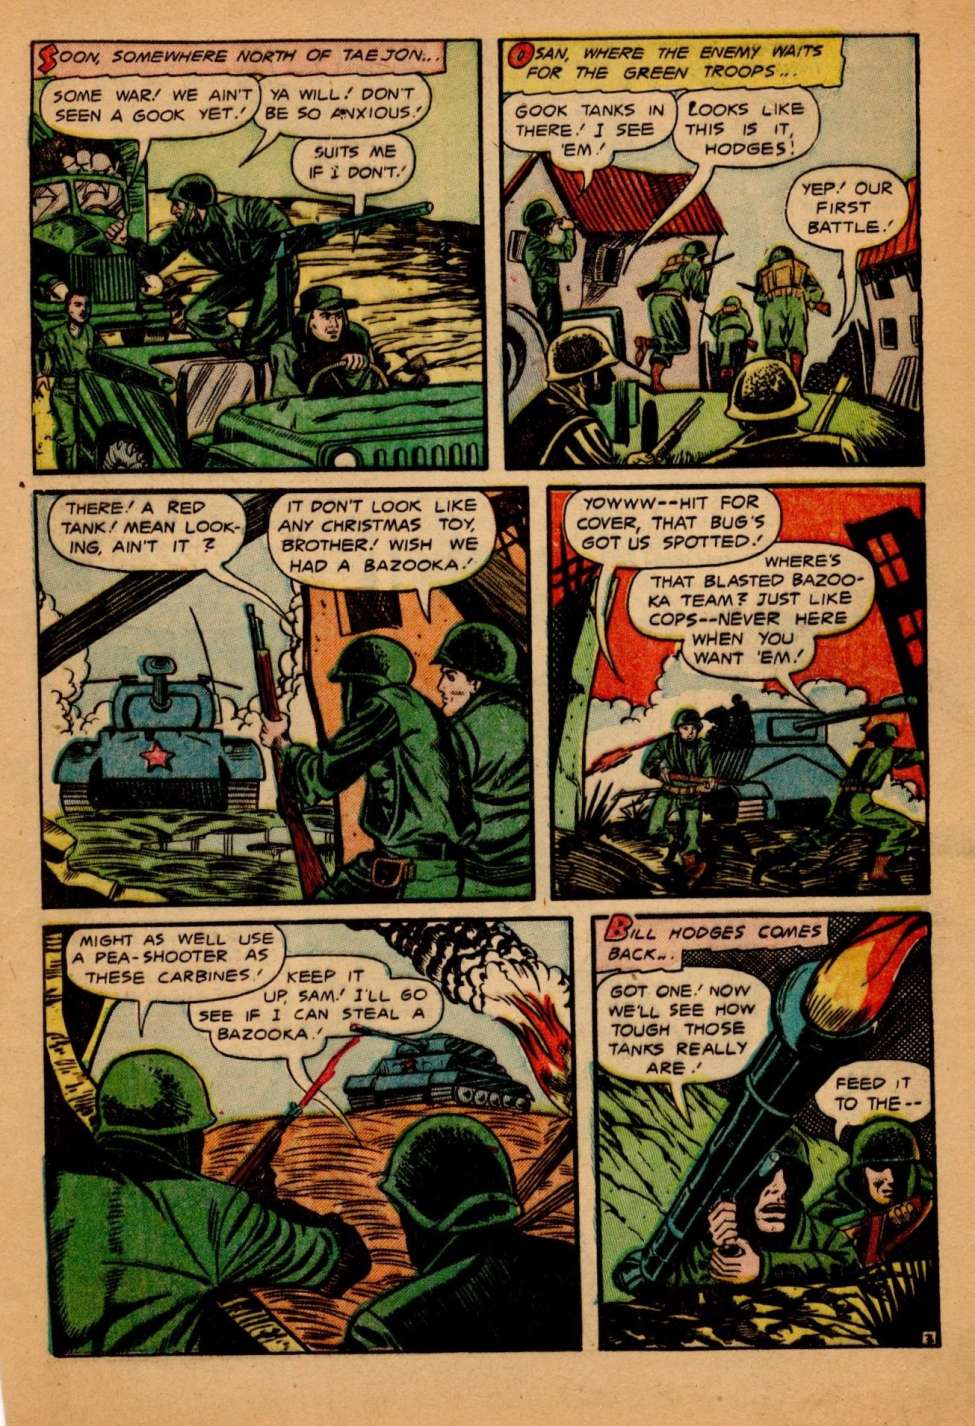 SOON, SOMEWHERE NORTH OF TAEJON...
SOME WAR! WE AIN'T
SEEN A GOOK YET!
YA WILL! DON'T
BE SO ANXIOUS!
SUITS ME
IF I DON'T!
OSAN, WHERE THE ENEMY WAITS
FOR THE GREEN TROOPS...
GOOK TANKS IN
THERE! I SEE
'EM!
LOOKS LIKE
THIS IS IT,
HODGES!
YEP! OUR
FIRST
BATTLE!
THERE! A RED
TANK! MEAN LOOK-
ING, AIN'T IT?
IT DON'T LOOK LIKE
ANY CHRISTMAS TOY,
BROTHER! WISH WE
HAD A BAZOOKA!
YOWWW--HIT FOR
COVER, THAT BUG'S
GOT US SPOTTED!
WHERE'S
THAT BLASTED BAZOO-
KA TEAM? JUST LIKE
COPS--NEVER HERE
WHEN YOU
WANT 'EM!
MIGHT AS WELL USE
A PEA-SHOOTER AS
THESE CARBINES!
KEEP IT
UP, SAM! I'LL GO
SEE IF I CAN STEAL A
BAZOOKA!
BILL HODGES COMES
BACK...
GOT ONE! NOW
WE'LL SEE HOW
TOUGH THOSE
TANKS REALLY
ARE!
FEED IT
TO THE--
3